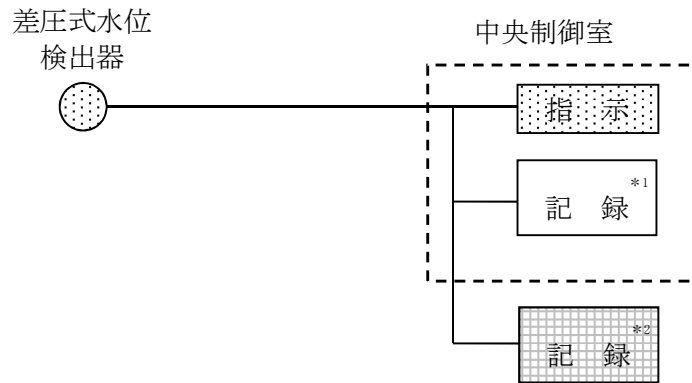 差圧式水位
検出器
中央制御室
指 示
*1
記 録
*2
記 録